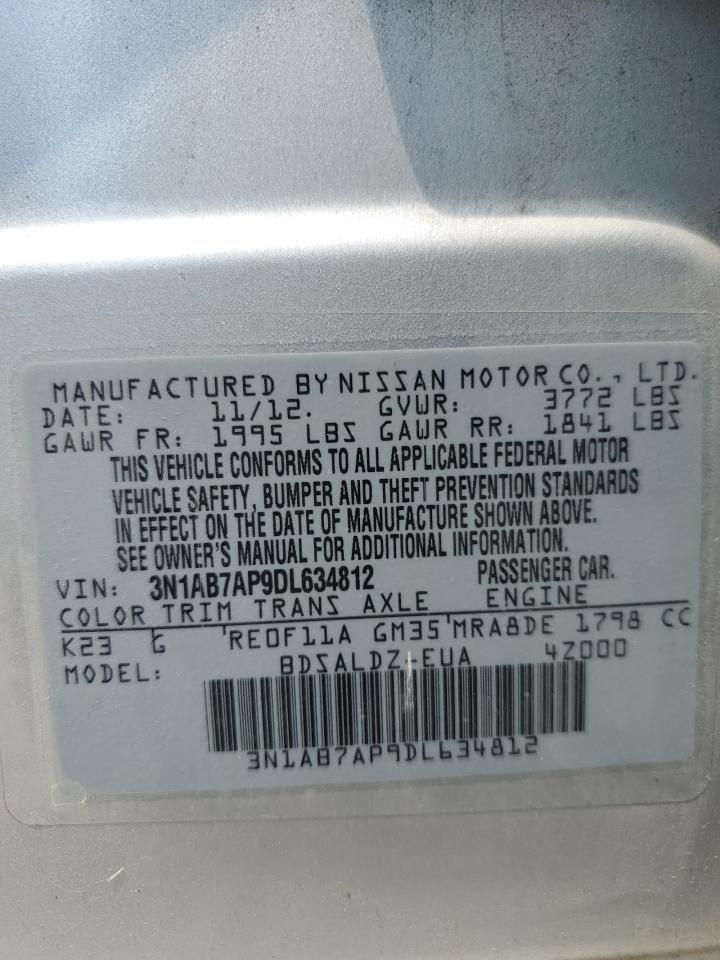 MANUFACTURED BY NISSAN MOTOR CO., LTD.
DATE: 11/12. GVWR: 3772 LBS
GAWR FR: 1995 LBS GAWR RR: 1841 LBS
THIS VEHICLE CONFORMS TO ALL APPLICABLE FEDERAL MOTOR
VEHICLE SAFETY, BUMPER AND THEFT PREVENTION STANDARDS
IN EFFECT ON THE DATE OF MANUFACTURE SHOWN ABOVE.
SEE OWNER'S MANUAL FOR ADDITIONAL INFORMATION.
VIN: 3N1AB7AP9DL634812 PASSENGER CAR.
COLOR TRIM TRANS AXLE ENGINE
K23 G 'RE0F11A GM35'MRA8DE 1798 CC
MODEL: BDSALDZ-EUA 4Z000
3N1AB7AP9DL634812